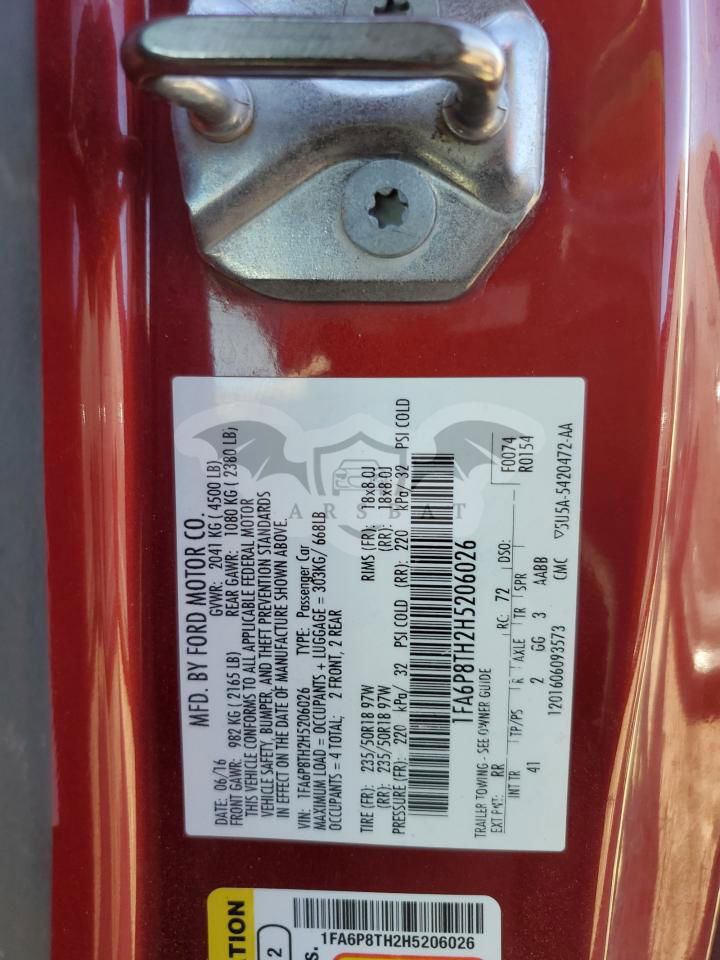 MFD. BY FORD MOTOR CO.
DATE: 06/16 GVWR: 2041 KG ( 4500 LB)
FRONT GAWR: 982 KG ( 2165 LB) REAR GAWR: 1080 KG ( 2380 LB)
THIS VEHICLE CONFORMS TO ALL APPLICABLE FEDERAL MOTOR
VEHICLE SAFETY, BUMPER, AND THEFT PREVENTION STANDARDS
IN EFFECT ON THE DATE OF MANUFACTURE SHOWN ABOVE.
VIN: 1FA6P8TH2H5206026 TYPE: Passenger Car
MAXIMUM LOAD = OCCUPANTS + LUGGAGE = 303KG/ 668LB
OCCUPANTS = 4 TOTAL; 2 FRONT, 2 REAR
TIRE (FR): 235/50R18 97W RIMS (FR): 18x8.0J
(RR): 235/50R18 97W (RR): 18x8.0J
PRESSURE (FR): 220 kPa/ 32 PSI COLD (RR): 220 kPa/ 32 PSI COLD
1FA6P8TH2H5206026
TRAILER TOWING - SEE OWNER GUIDE
EXT PNT: RR RC: 72 DSO: F0074
R0154
INT TR TP/PS R AXLE TR SPR
41 2 GG 3 AABB
1201606093573 CMC 5U5A-5420472-AA
ARSBAT
TION
2
S.
1FA6P8TH2H5206026